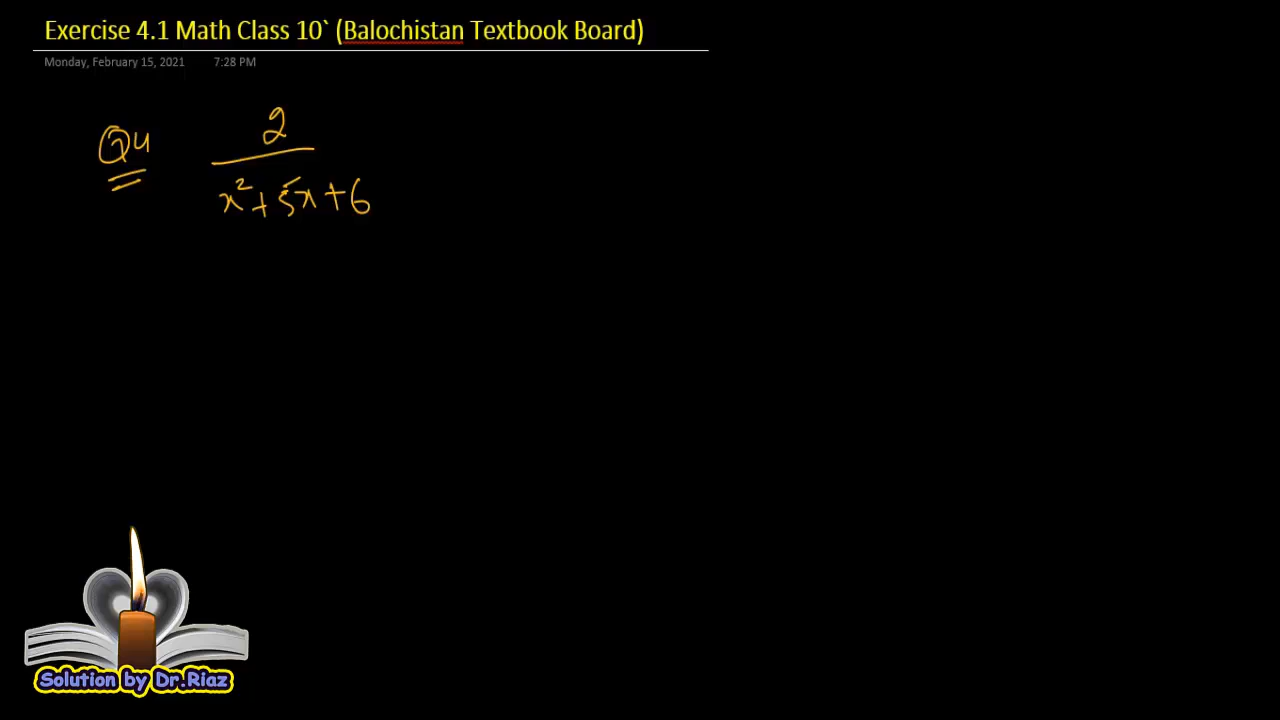 Exercise 4.1 Math Class 10` (Balochistan Textbook Board)
Monday, February 15, 2021 7:28 PM
Q4 2
x² + 5x + 6
Solution by Dr.Riaz